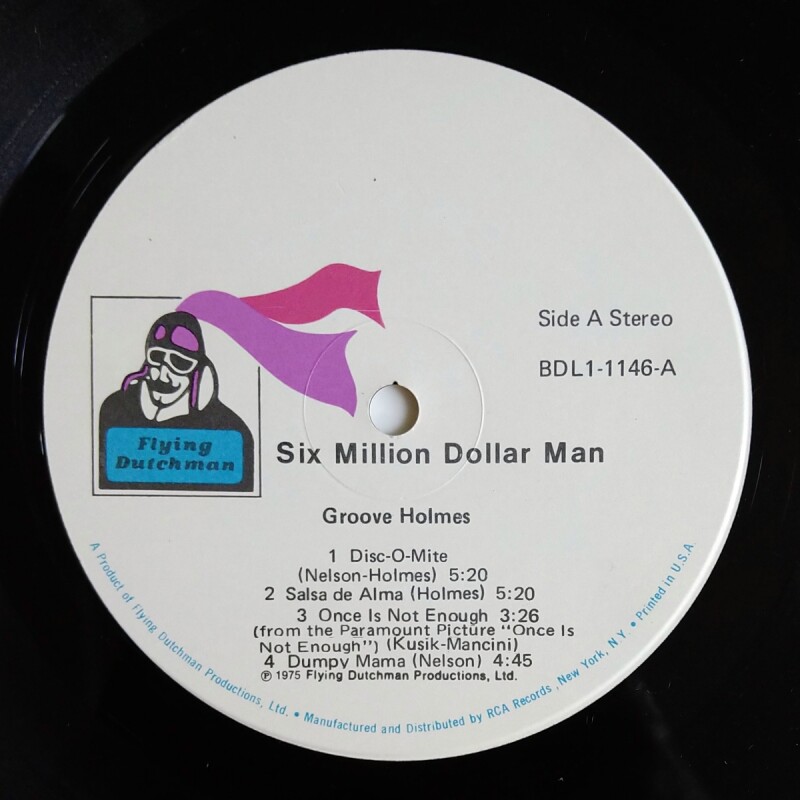 Side A Stereo
BDL1-1146-A
Flying
Dutchman
Six Million Dollar Man
Groove Holmes
1 Disc-O-Mite
(Nelson-Holmes) 5:20
2 Salsa de Alma (Holmes) 5:20
3 Once Is Not Enough 3:26
(from the Paramount Picture "Once Is
Not Enough") (Kusik-Mancini)
4 Dumpy Mama (Nelson) 4:45
℗ 1975 Flying Dutchman Productions, Ltd.
A Product of Flying Dutchman Productions, Ltd. • Manufactured and Distributed by RCA Records, New York, N.Y. • Printed in U.S.A.